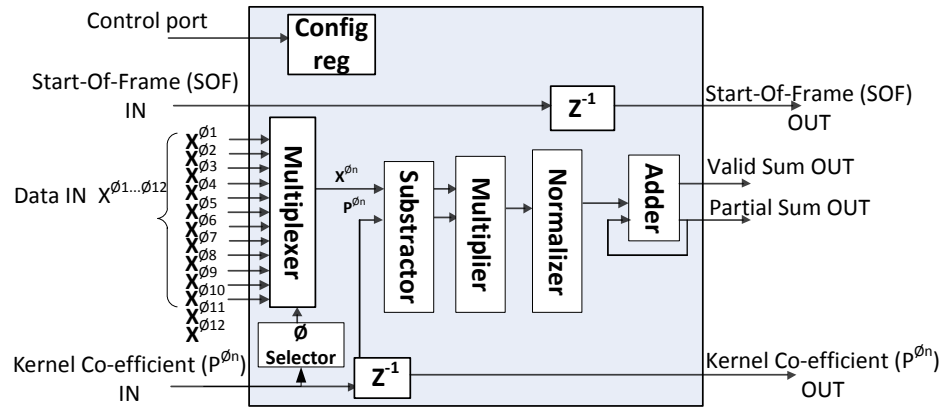 Control port
Config
reg
Start-Of-Frame (SOF)
IN
Z-1
Start-Of-Frame (SOF)
OUT
Data IN XØ1...Ø12
XØ1
XØ2
XØ3
XØ4
XØ5
XØ6
XØ7
XØ8
XØ9
XØ10
XØ11
XØ12
X
Multiplexer
XØn
PØn
Substractor
Multiplier
Normalizer
Adder
Valid Sum OUT
Partial Sum OUT
Ø
Selector
Kernel Co-efficient (PØn)
IN
Z-1
Kernel Co-efficient (PØn)
OUT